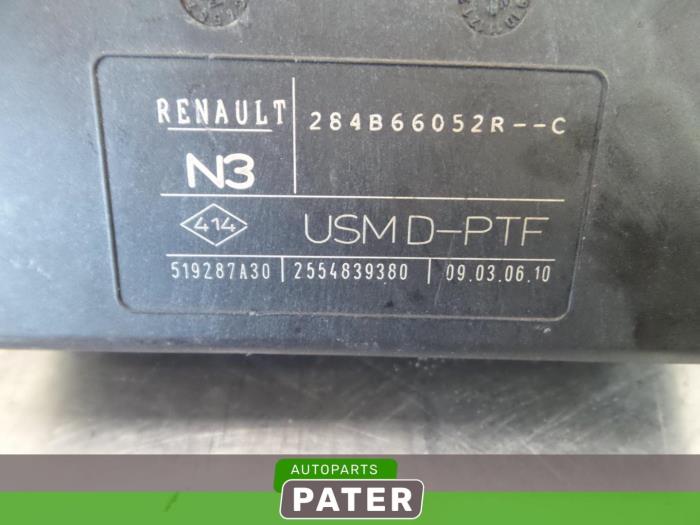 RENAULT 284B66052R--C
N3
414 USM D-PTF
519287A30 2554839380 09.03.06.10
AUTOPARTS
PATER